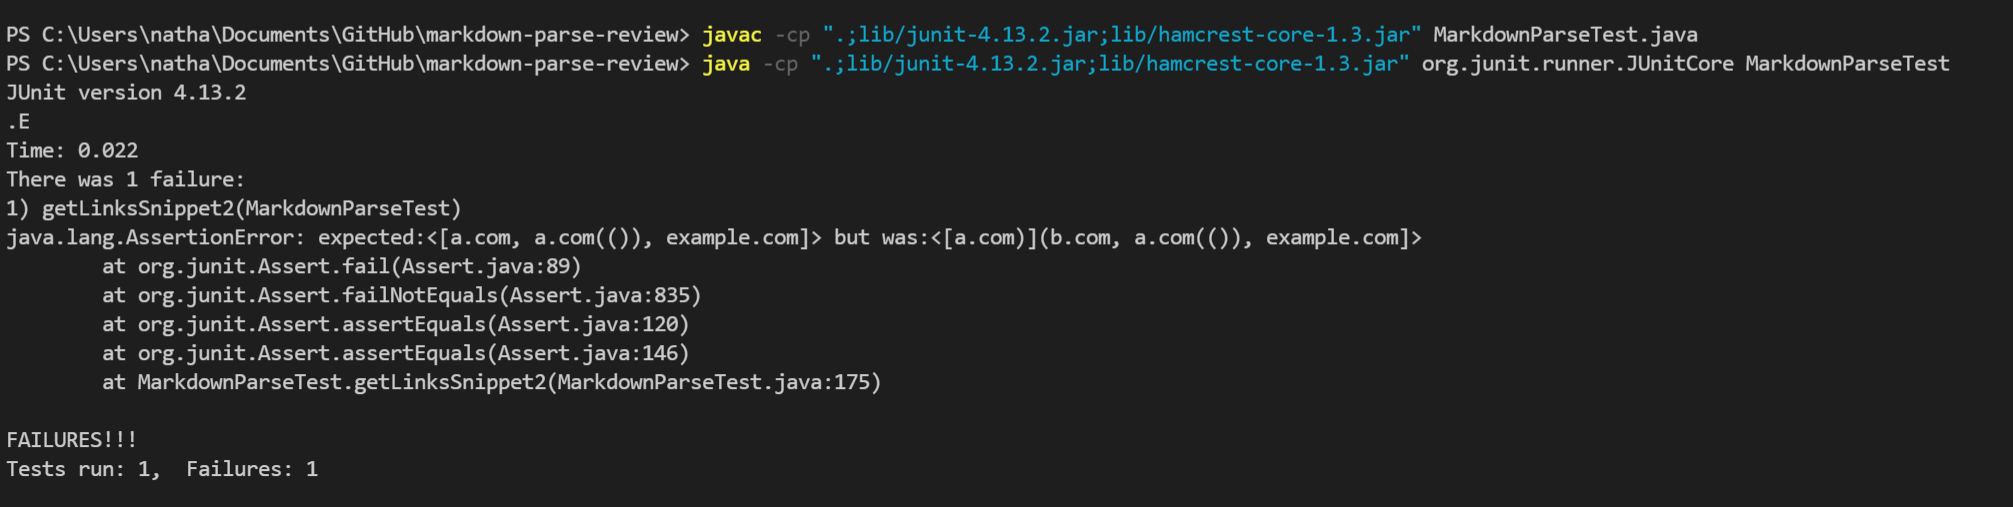 PS C:\Users\natha\Documents\GitHub\markdown-parse-review> javac -cp ".;lib/junit-4.13.2.jar;lib/hamcrest-core-1.3.jar" MarkdownParseTest.java
PS C:\Users\natha\Documents\GitHub\markdown-parse-review> java -cp ".;lib/junit-4.13.2.jar;lib/hamcrest-core-1.3.jar" org.junit.runner.JUnitCore MarkdownParseTest
JUnit version 4.13.2
.E
Time: 0.022
There was 1 failure:
1) getLinksSnippet2(MarkdownParseTest)
java.lang.AssertionError: expected:<[a.com, a.com(()), example.com]> but was:<[a.com)](b.com, a.com(()), example.com]>
        at org.junit.Assert.fail(Assert.java:89)
        at org.junit.Assert.failNotEquals(Assert.java:835)
        at org.junit.Assert.assertEquals(Assert.java:120)
        at org.junit.Assert.assertEquals(Assert.java:146)
        at MarkdownParseTest.getLinksSnippet2(MarkdownParseTest.java:175)

FAILURES!!!
Tests run: 1,  Failures: 1